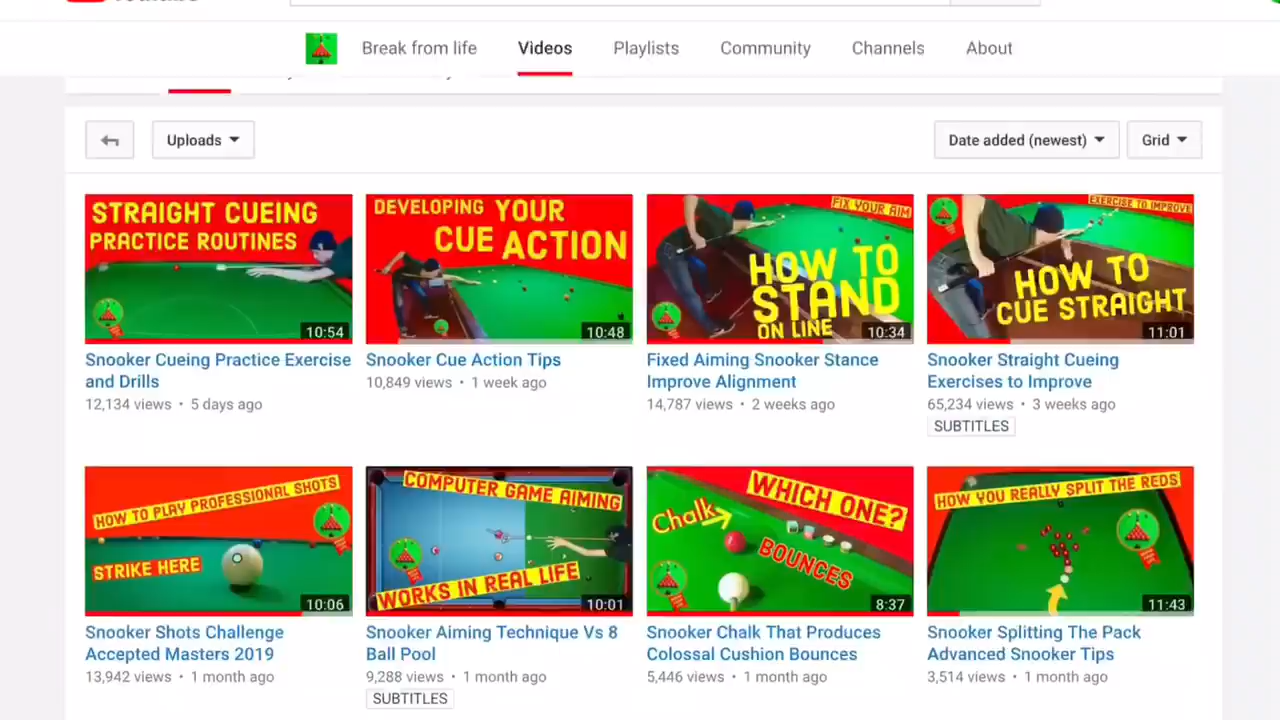 Break from life
Videos
Playlists
Community
Channels
About
Uploads
Date added (newest)
Grid
STRAIGHT CUEING
PRACTICE ROUTINES
10:54
DEVELOPING YOUR
CUE ACTION
10:48
FIX YOUR AIM
HOW TO
STAND
ON LINE
10:34
EXERCISE TO IMPROVE
HOW TO
CUE STRAIGHT
11:01
Snooker Cueing Practice Exercise
and Drills
12,134 views • 5 days ago
Snooker Cue Action Tips
10,849 views • 1 week ago
Fixed Aiming Snooker Stance
Improve Alignment
14,787 views • 2 weeks ago
Snooker Straight Cueing
Exercises to Improve
65,234 views • 3 weeks ago
SUBTITLES
HOW TO PLAY PROFESSIONAL SHOTS
STRIKE HERE
10:06
COMPUTER GAME AIMING
WORKS IN REAL LIFE
10:01
WHICH ONE?
Chalk
BOUNCES
8:37
HOW YOU REALLY SPLIT THE REDS
11:43
Snooker Shots Challenge
Accepted Masters 2019
13,942 views • 1 month ago
Snooker Aiming Technique Vs 8
Ball Pool
9,288 views • 1 month ago
SUBTITLES
Snooker Chalk That Produces
Colossal Cushion Bounces
5,446 views • 1 month ago
Snooker Splitting The Pack
Advanced Snooker Tips
3,514 views • 1 month ago